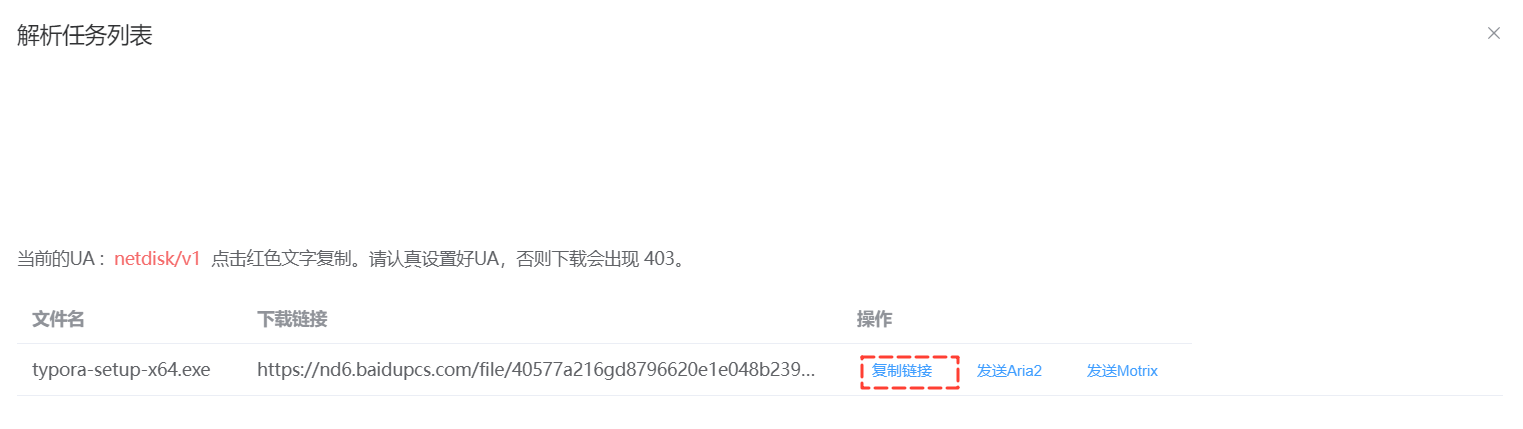 解析任务列表
当前的UA： netdisk/v1 点击红色文字复制。请认真设置好UA，否则下载会出现 403。
文件名 下载链接 操作
typora-setup-x64.exe https://nd6.baidupcs.com/file/40577a216gd8796620e1e048b239... 复制链接 发送Aria2 发送Motrix